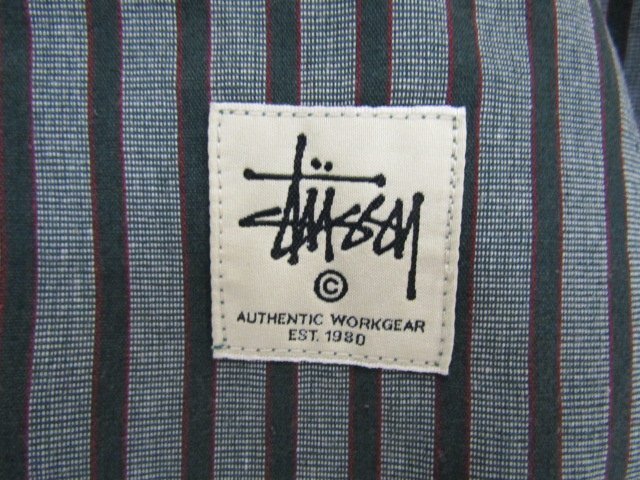 Stüssy
©
AUTHENTIC WORKGEAR
EST. 1980